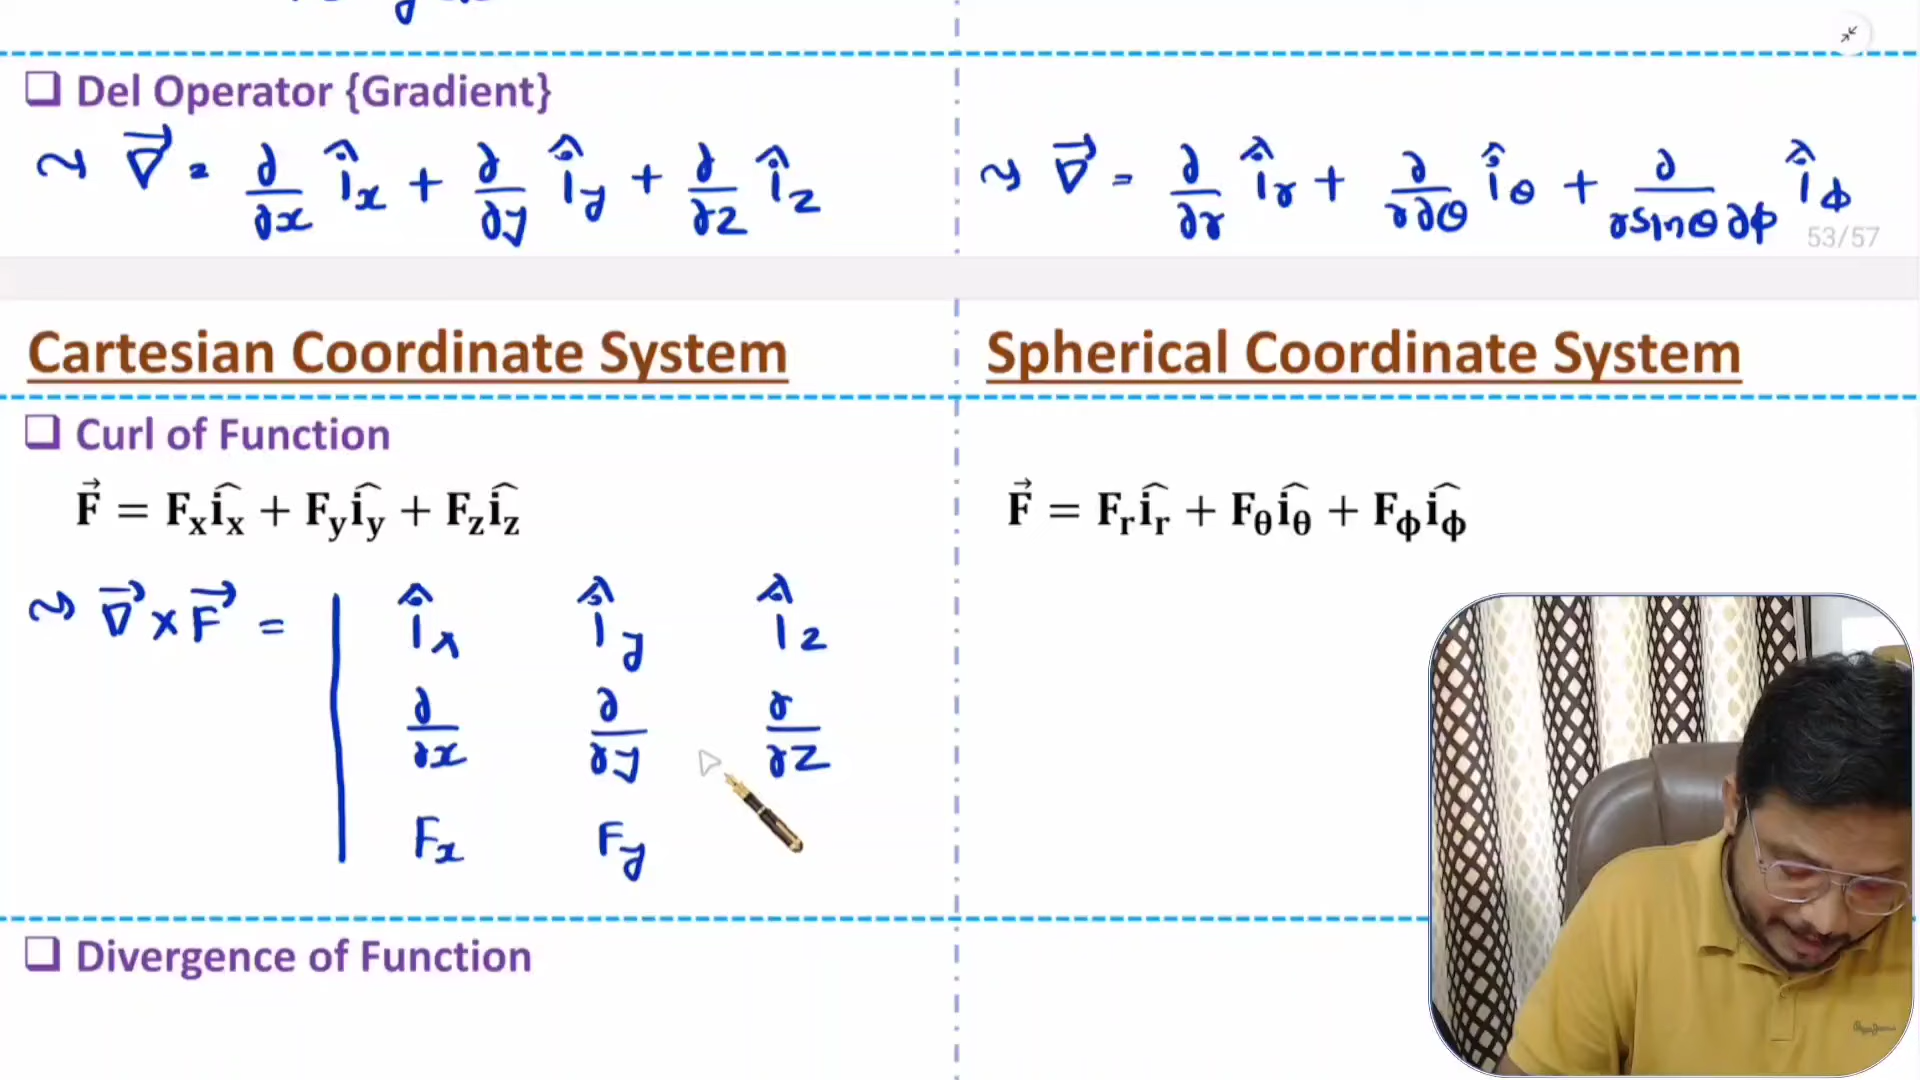 ❑ Del Operator {Gradient}
~ ∇⃗ = ∂/∂x î_x + ∂/∂y î_y + ∂/∂z î_z
~ ∇⃗ = ∂/∂r î_r + ∂/r∂θ î_θ + ∂/r sinθ ∂ϕ î_ϕ
53/57
Cartesian Coordinate System
Spherical Coordinate System
❑ Curl of Function
F⃗ = F_x î_x + F_y î_y + F_z î_z
F⃗ = F_r î_r + F_θ î_θ + F_ϕ î_ϕ
~ ∇⃗ × F⃗ = | î_x î_y î_z
∂/∂x ∂/∂y ∂/∂z
F_x F_y
❑ Divergence of Function